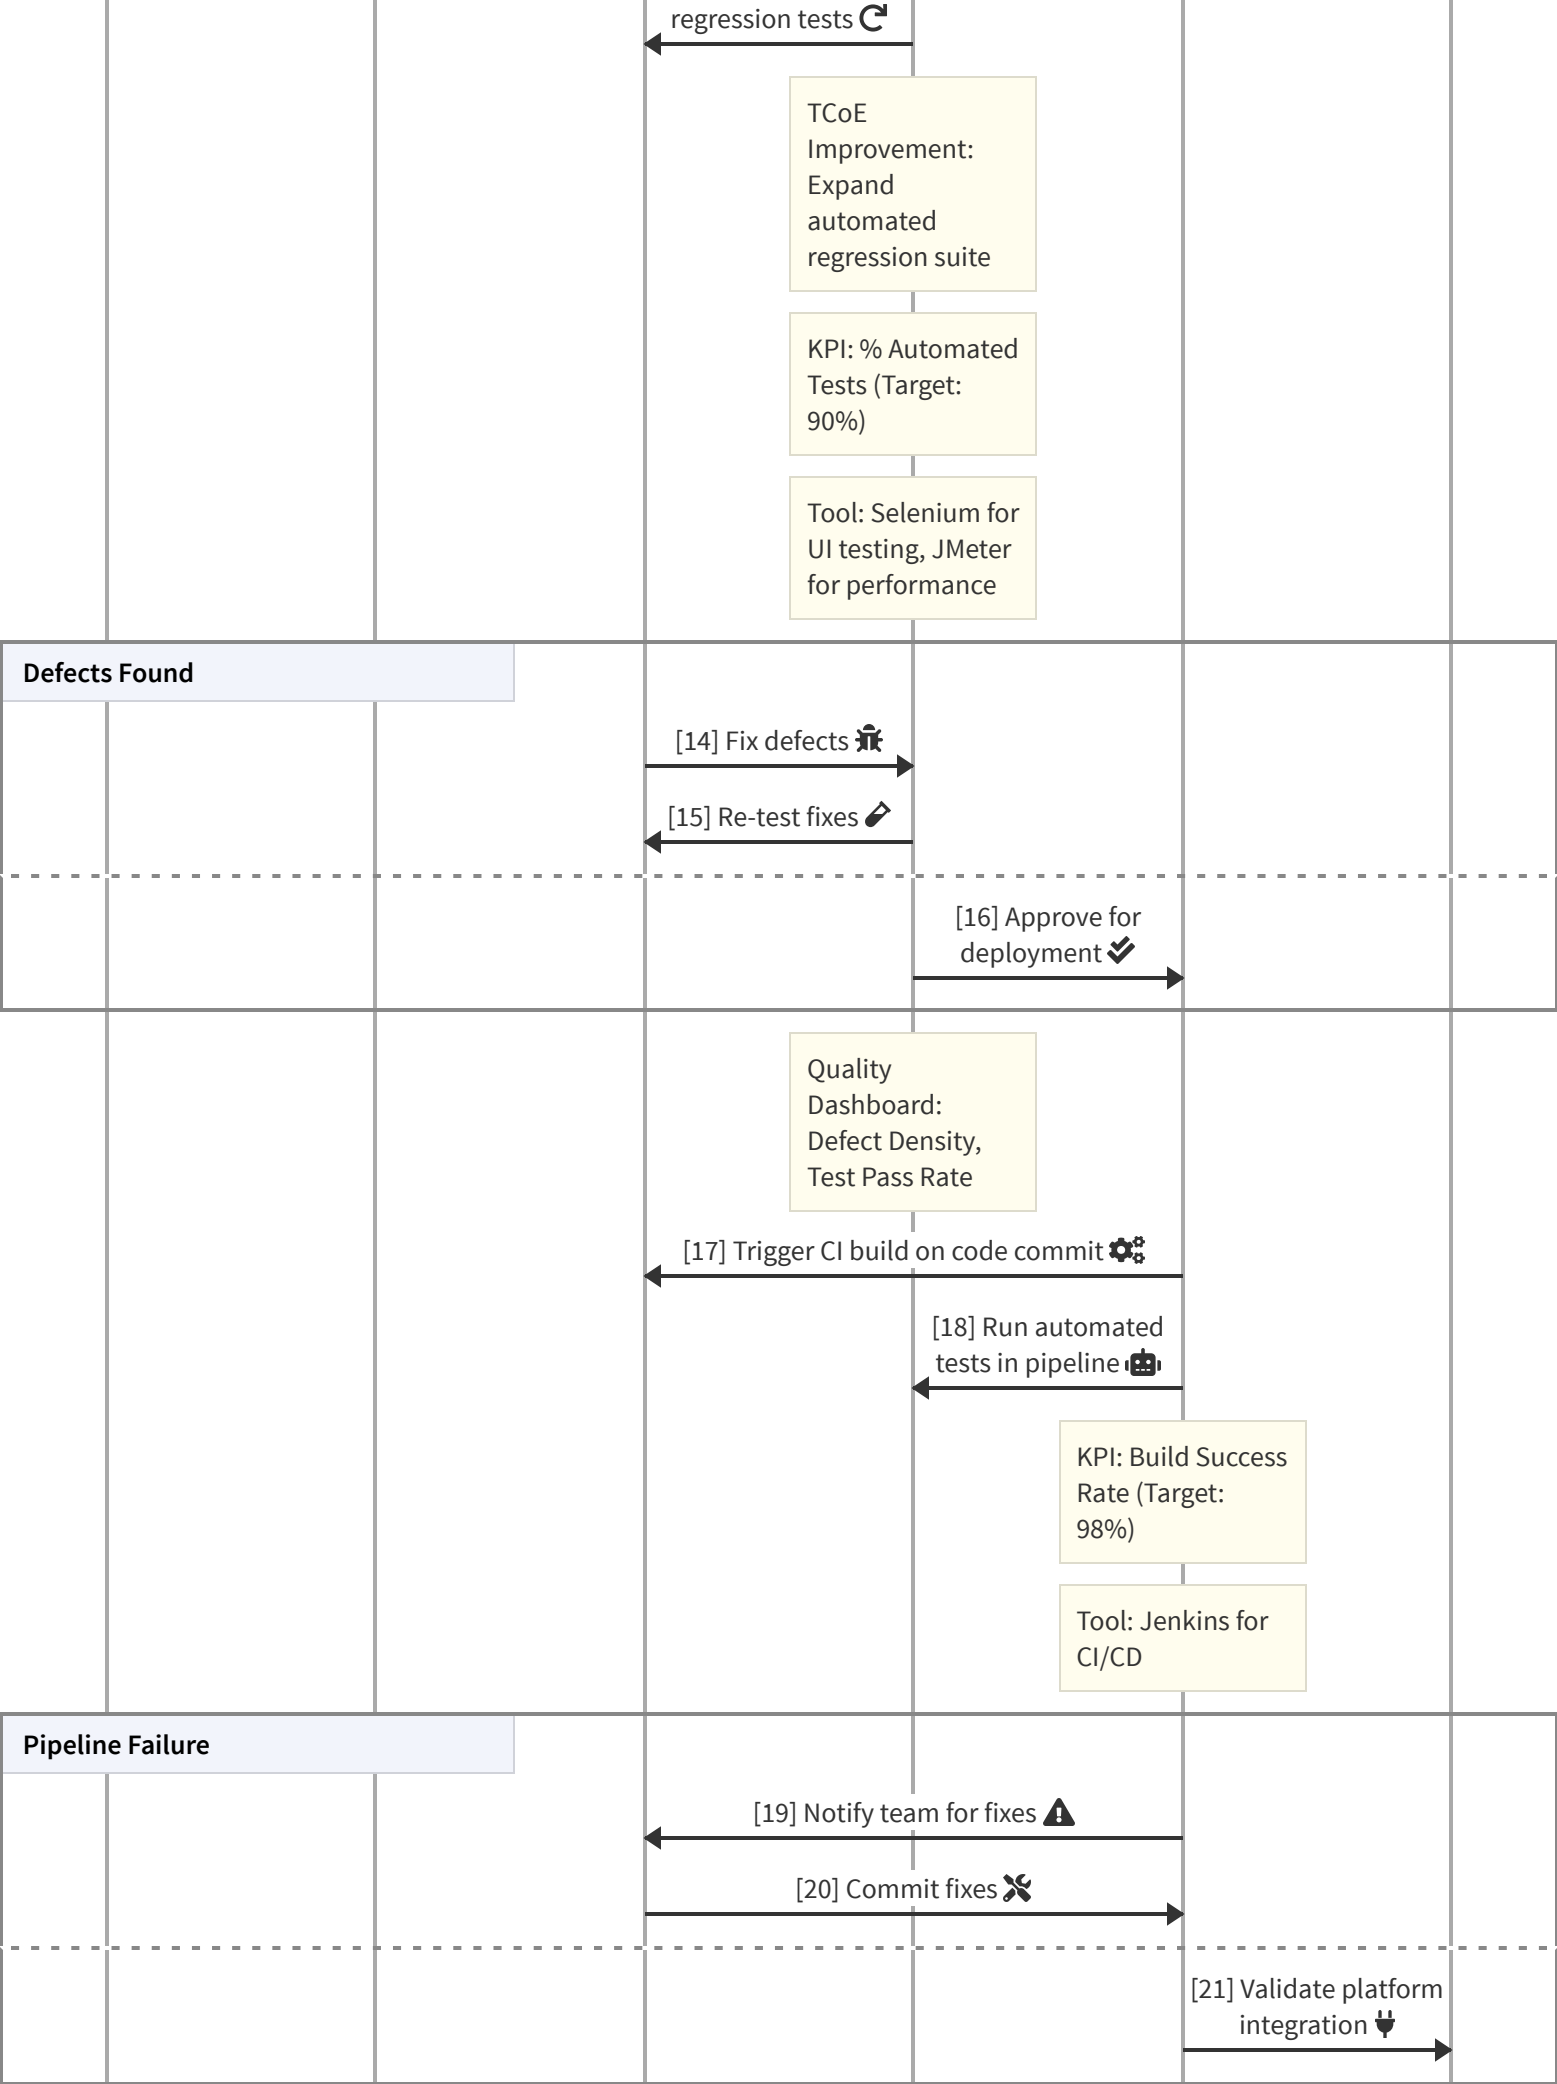 regression tests
TCoE
Improvement:
Expand
automated
regression suite
KPI: % Automated
Tests (Target:
90%)
Tool: Selenium for
UI testing, JMeter
for performance
Defects Found
[14] Fix defects
[15] Re-test fixes
[16] Approve for
deployment
Quality
Dashboard:
Defect Density,
Test Pass Rate
[17] Trigger CI build on code commit
[18] Run automated
tests in pipeline
KPI: Build Success
Rate (Target:
98%)
Tool: Jenkins for
CI/CD
Pipeline Failure
[19] Notify team for fixes
[20] Commit fixes
[21] Validate platform
integration